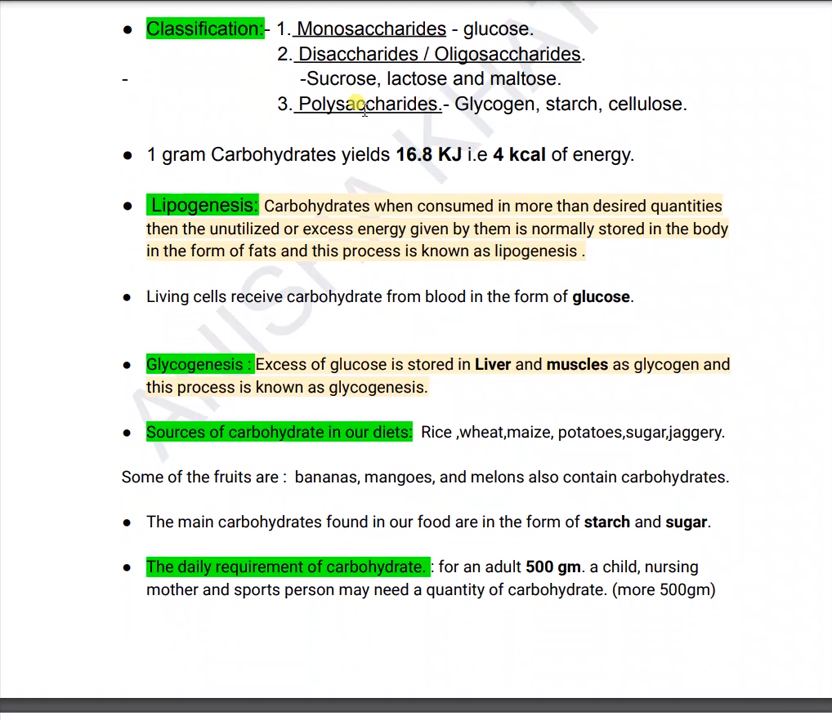 ● Classification:- 1. Monosaccharides - glucose.
2. Disaccharides / Oligosaccharides.
- -Sucrose, lactose and maltose.
3. Polysaccharides.- Glycogen, starch, cellulose.
● 1 gram Carbohydrates yields 16.8 KJ i.e 4 kcal of energy.
● Lipogenesis: Carbohydrates when consumed in more than desired quantities
then the unutilized or excess energy given by them is normally stored in the body
in the form of fats and this process is known as lipogenesis .
● Living cells receive carbohydrate from blood in the form of glucose.
● Glycogenesis : Excess of glucose is stored in Liver and muscles as glycogen and
this process is known as glycogenesis.
● Sources of carbohydrate in our diets: Rice ,wheat,maize, potatoes,sugar,jaggery.
Some of the fruits are : bananas, mangoes, and melons also contain carbohydrates.
● The main carbohydrates found in our food are in the form of starch and sugar.
● The daily requirement of carbohydrate. : for an adult 500 gm. a child, nursing
mother and sports person may need a quantity of carbohydrate. (more 500gm)